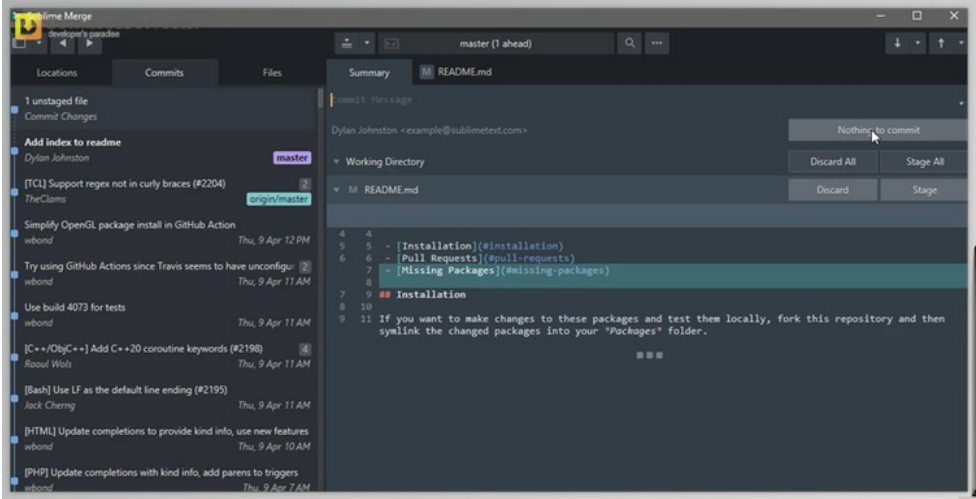 Sublime Merge
developer's paradise
master (1 ahead)
Locations Commits Files
Summary M README.md
1 unstaged file
Commit Changes
Commit Message
Dylan Johnston <example@sublimetext.com>
Nothing to commit
Add index to readme
Dylan Johnston master
Working Directory Discard All Stage All
[TCL] Support regex not in curly braces (#2204) 2
TheClams origin/master
M README.md Discard Stage
Simplify OpenGL package install in GitHub Action
wbond Thu, 9 Apr 12 PM
Try using GitHub Actions since Travis seems to have unconfigu 2
wbond Thu, 9 Apr 11 AM
Use build 4073 for tests
wbond Thu, 9 Apr 11 AM
[C++/ObjC++] Add C++20 coroutine keywords (#2198) 4
Raoul Wols Thu, 9 Apr 11 AM
[Bash] Use LF as the default line ending (#2195)
Jack Cherng Thu, 9 Apr 11 AM
[HTML] Update completions to provide kind info, use new features
wbond Thu, 9 Apr 10 AM
[PHP] Update completions with kind info, add parens to triggers
wbond Thu, 9 Apr 7 AM
4 4
5 5 - [Installation](#installation)
6 6 - [Pull Requests](#pull-requests)
7 - [Missing Packages](#missing-packages)
8
7 9 ## Installation
8 10
9 11 If you want to make changes to these packages and test them locally, fork this repository and then
symlink the changed packages into your *Packages* folder.